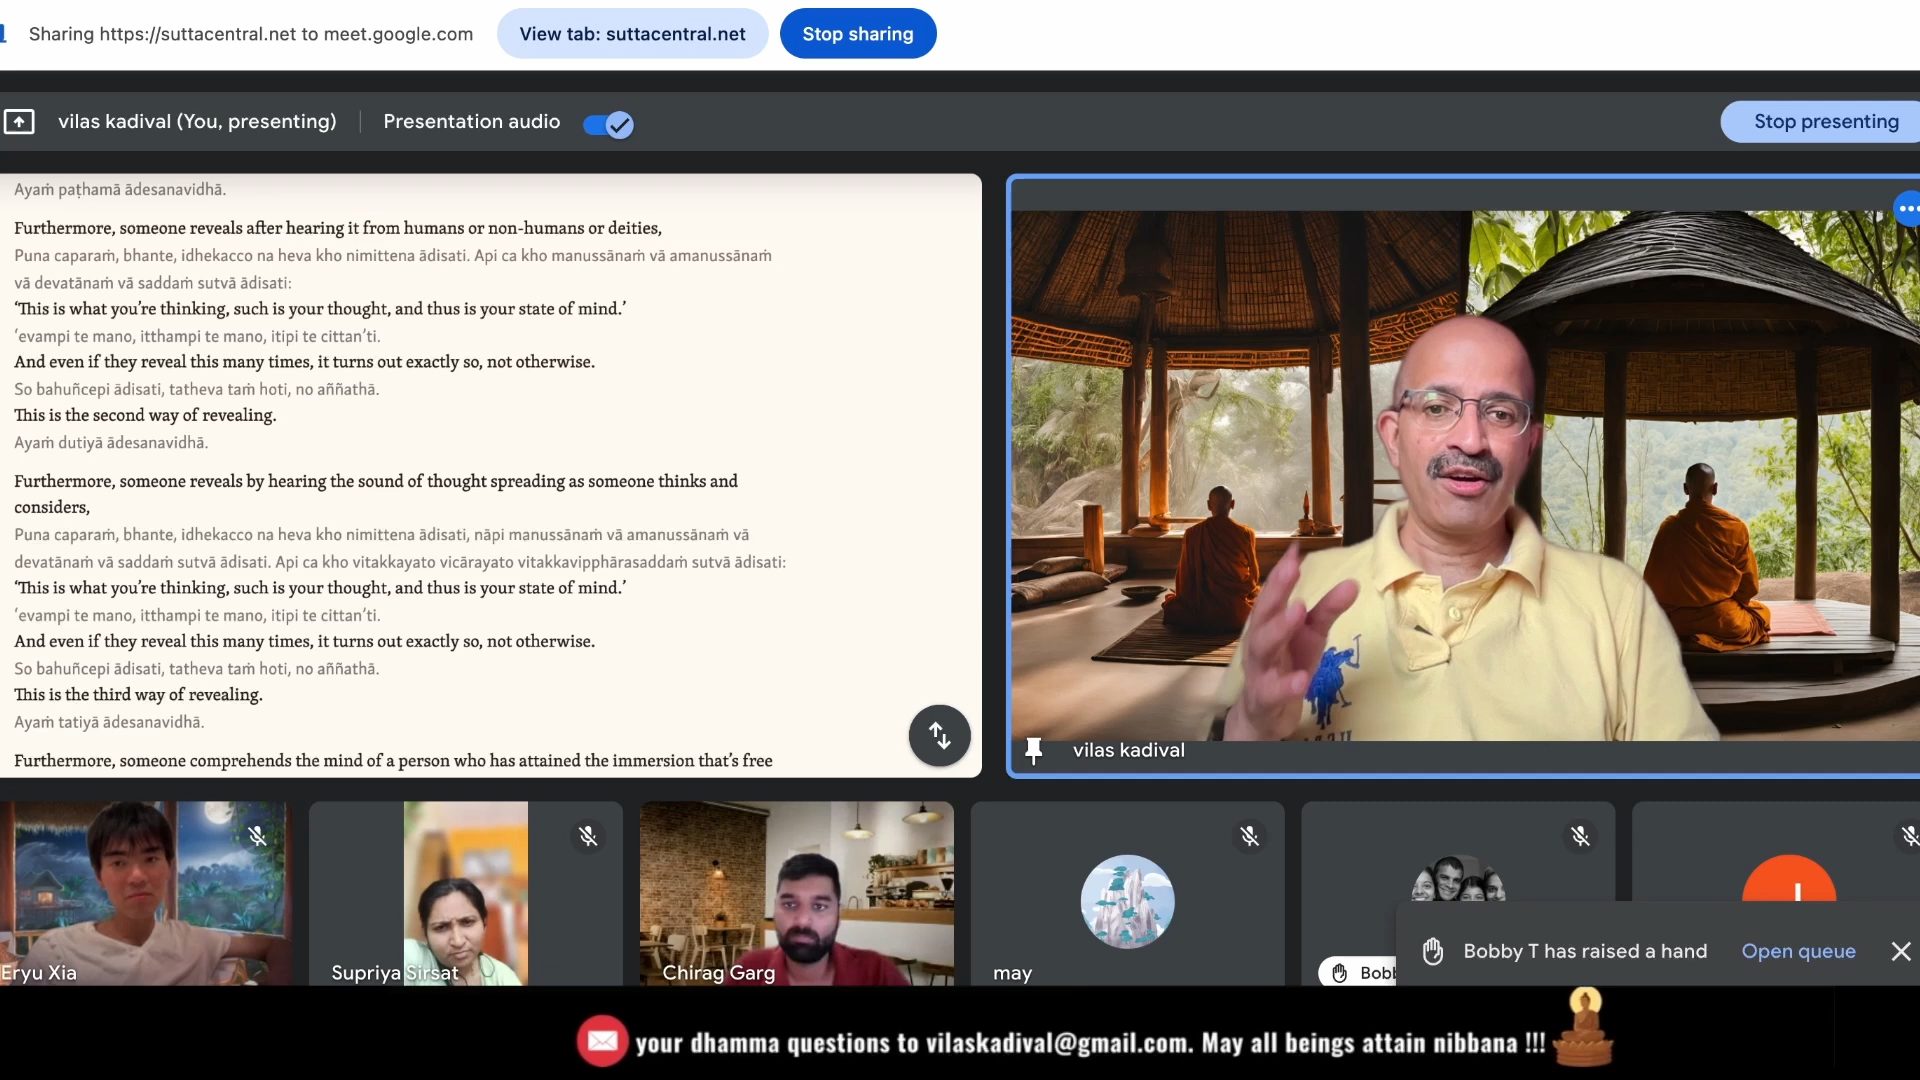 Sharing https://suttacentral.net to meet.google.com
View tab: suttacentral.net
Stop sharing
vilas kadival (You, presenting)
Presentation audio
Stop presenting
Ayaṁ paṭhamā ādesanavidhā.
Furthermore, someone reveals after hearing it from humans or non-humans or deities,
Puna caparaṁ, bhante, idhekacco na heva kho nimittena ādisati. Api ca kho manussānaṁ vā amanussānaṁ
vā devatānaṁ vā saddaṁ sutvā ādisati:
‘This is what you’re thinking, such is your thought, and thus is your state of mind.’
‘evampi te mano, itthampi te mano, itipi te cittan’ti.
And even if they reveal this many times, it turns out exactly so, not otherwise.
So bahuñcepi ādisati, tatheva taṁ hoti, no aññathā.
This is the second way of revealing.
Ayaṁ dutiyā ādesanavidhā.
Furthermore, someone reveals by hearing the sound of thought spreading as someone thinks and
considers,
Puna caparaṁ, bhante, idhekacco na heva kho nimittena ādisati, nāpi manussānaṁ vā amanussānaṁ vā
devatānaṁ vā saddaṁ sutvā ādisati. Api ca kho vitakkayato vicārayato vitakkavipphārasaddaṁ sutvā ādisati:
‘This is what you’re thinking, such is your thought, and thus is your state of mind.’
‘evampi te mano, itthampi te mano, itipi te cittan’ti.
And even if they reveal this many times, it turns out exactly so, not otherwise.
So bahuñcepi ādisati, tatheva taṁ hoti, no aññathā.
This is the third way of revealing.
Ayaṁ tatiyā ādesanavidhā.
Furthermore, someone comprehends the mind of a person who has attained the immersion that’s free
vilas kadival
Eryu Xia
Supriya Sirsat
Chirag Garg
may
Bobb
Bobby T has raised a hand
Open queue
your dhamma questions to vilaskadival@gmail.com. May all beings attain nibbana !!!